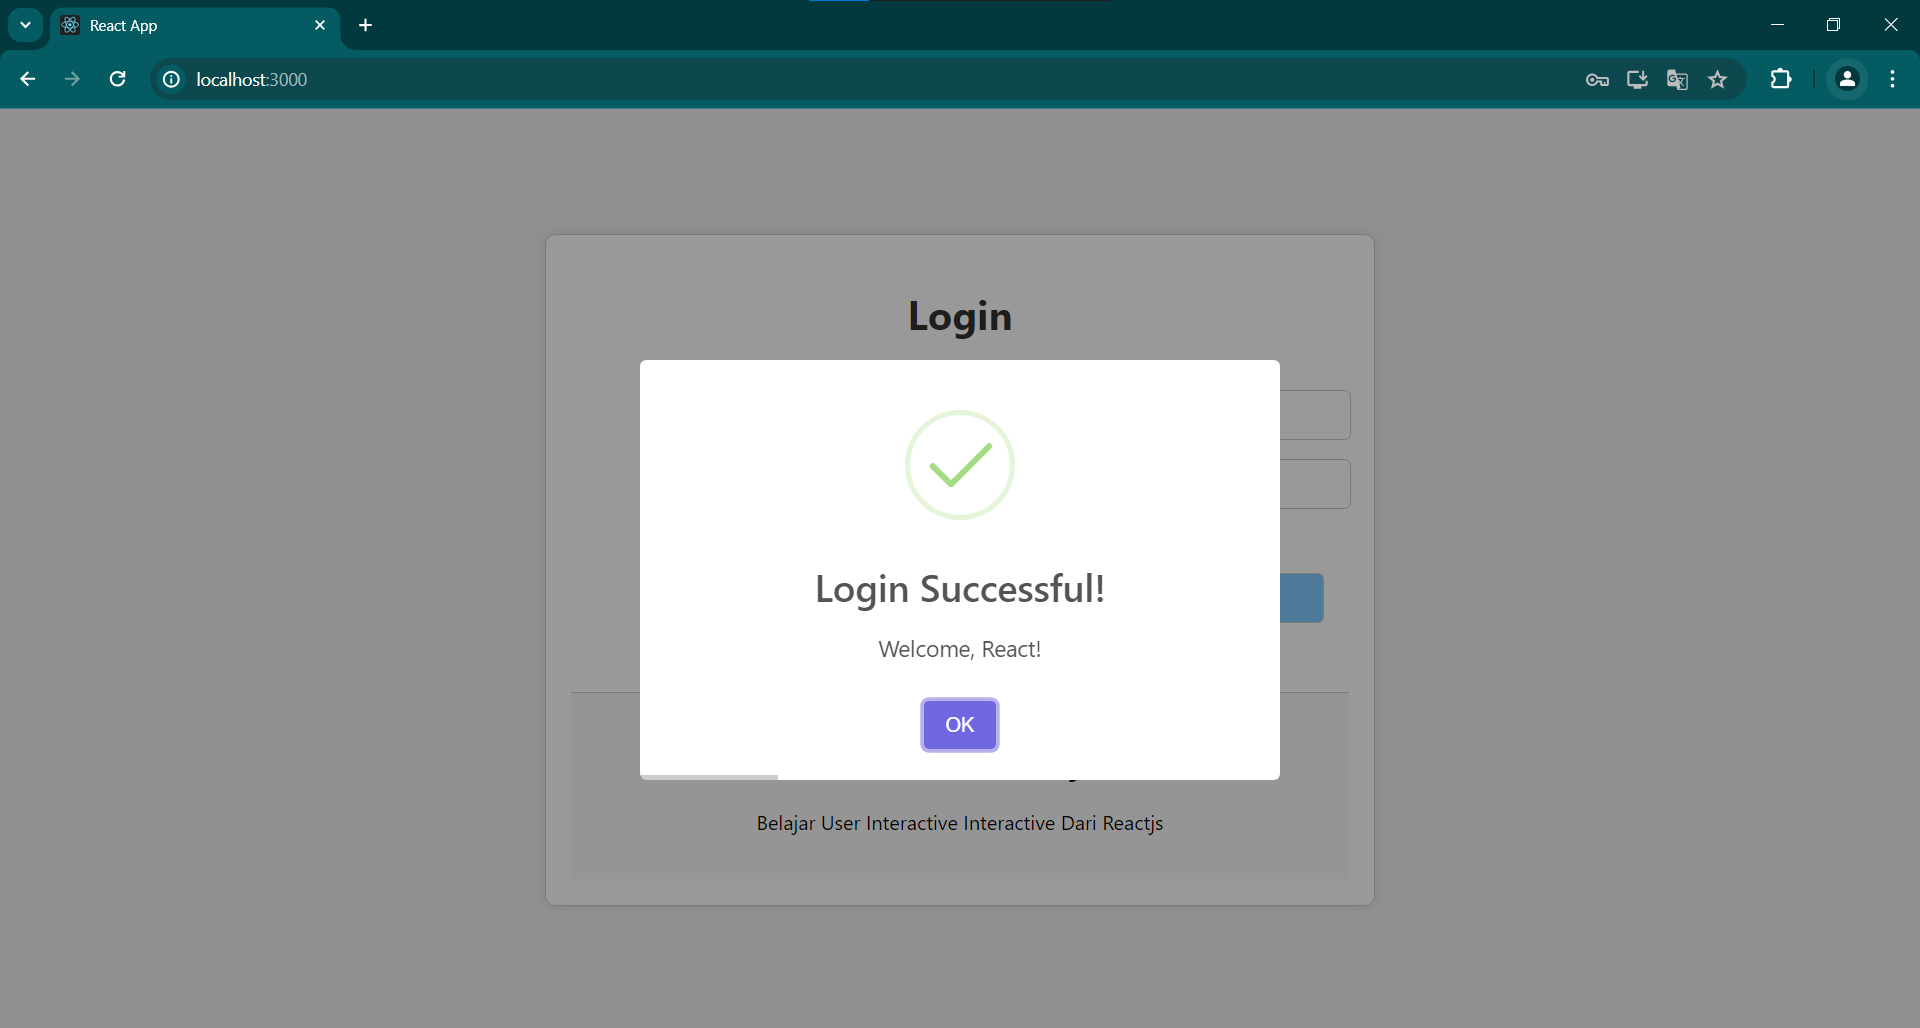 React App
localhost:3000
Login
Login Successful!
Welcome, React!
OK
Belajar User Interactive Interactive Dari Reactjs